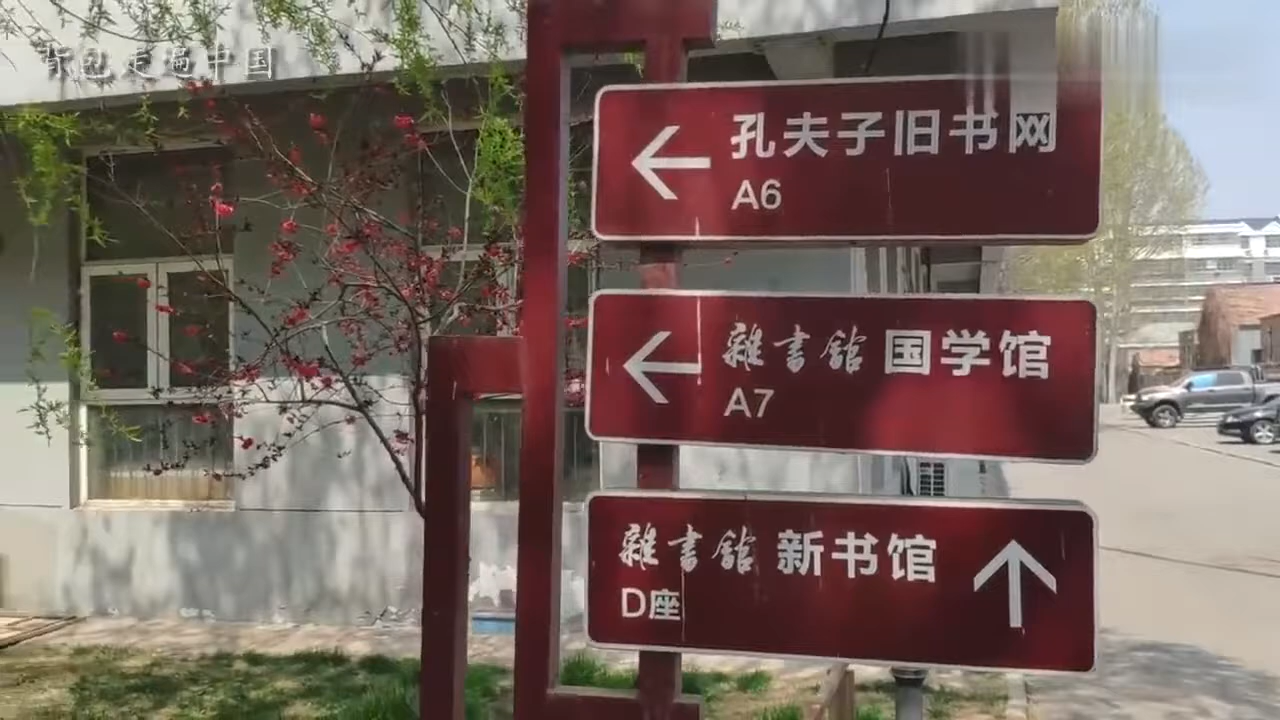 背包走遍中国
孔夫子旧书网
A6
雜書館 国学馆
A7
雜書館 新书馆
D座